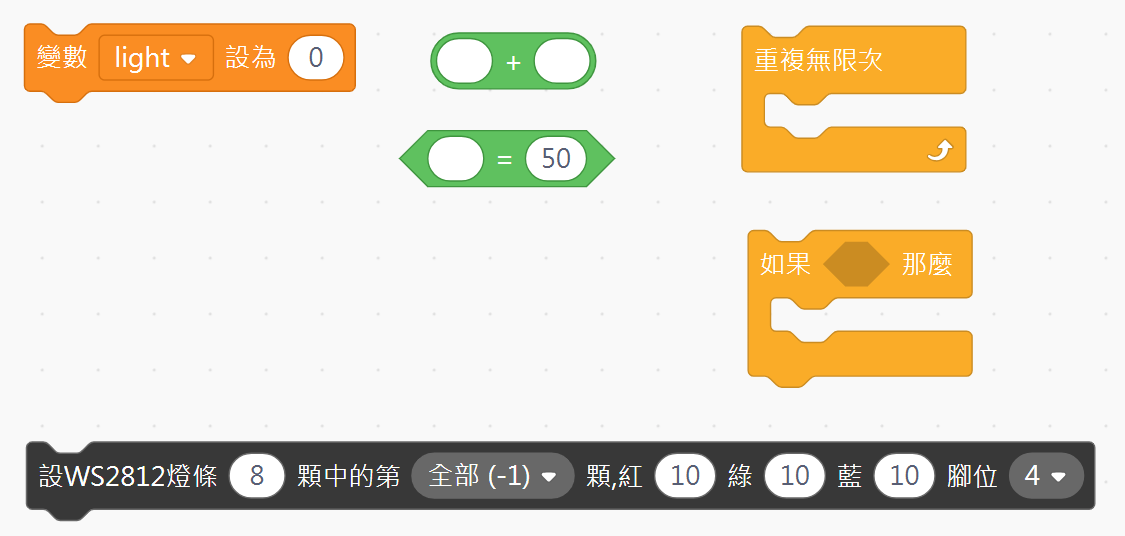 變數 light 設為 0
+
= 50
重複無限次
如果 那麼
設WS2812燈條 8 顆中的第 全部 (-1) 顆,紅 10 綠 10 藍 10 腳位 4